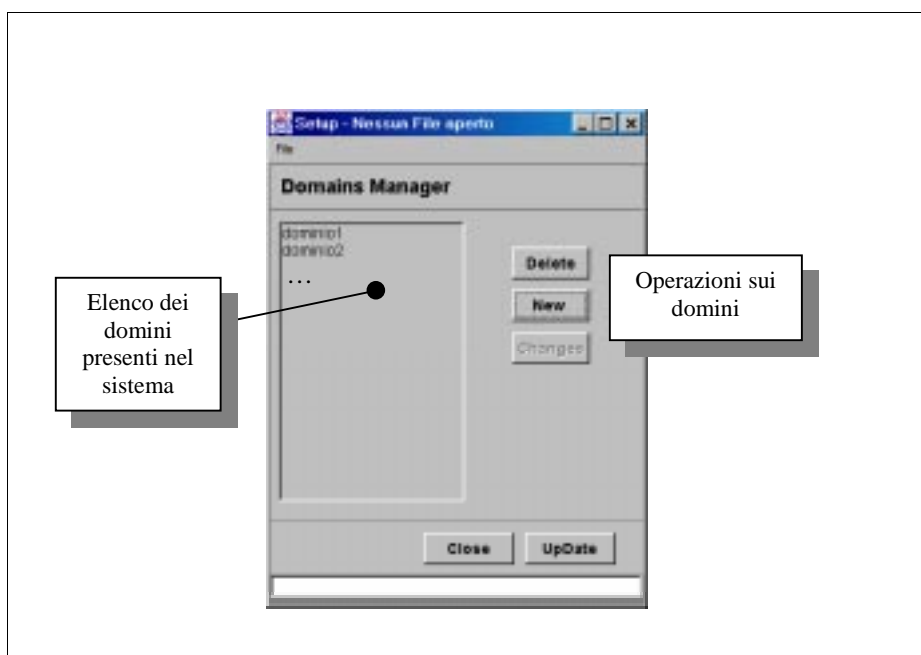 Setup - Nessun File aperto
File
Domains Manager
dominio1
dominio2
...
Delete
New
Changes
Elenco dei
domini
presenti nel
sistema
Operazioni sui
domini
Close
UpDate